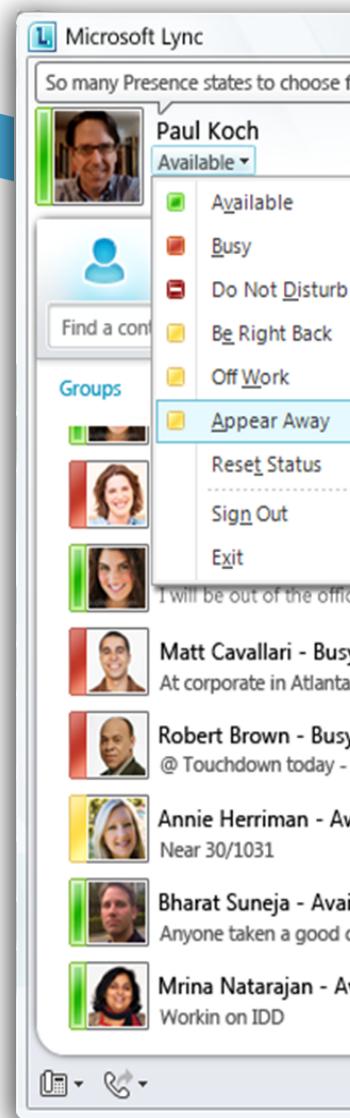 Microsoft Lync
So many Presence states to choose f
Paul Koch
Available
Available
Busy
Do Not Disturb
Be Right Back
Find a cont
Off Work
Groups
Appear Away
Reset Status
Sign Out
Exit
I will be out of the offic
Matt Cavallari - Busy
At corporate in Atlanta
Robert Brown - Busy
@ Touchdown today -
Annie Herriman - Aw
Near 30/1031
Bharat Suneja - Avai
Anyone taken a good c
Mrina Natarajan - Av
Workin on IDD